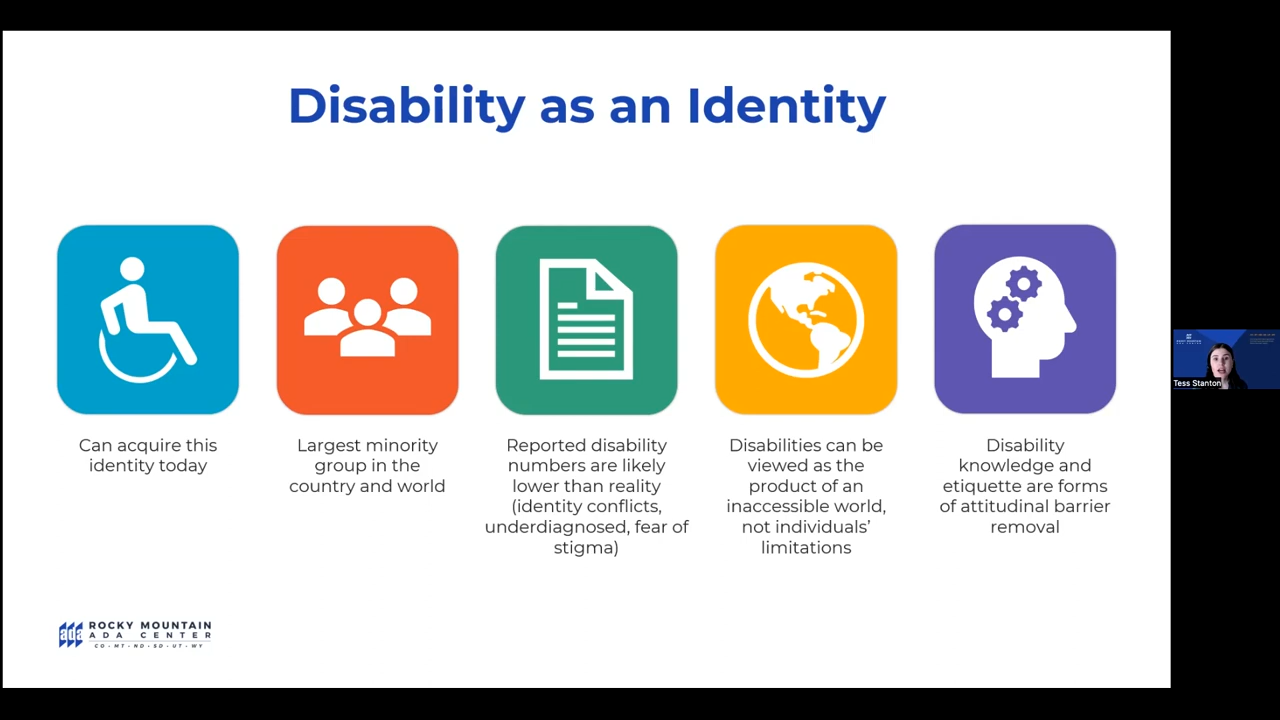 Disability as an Identity
Can acquire this
identity today
Largest minority
group in the
country and world
Reported disability
numbers are likely
lower than reality
(identity conflicts,
underdiagnosed, fear of
stigma)
Disabilities can be
viewed as the
product of an
inaccessible world,
not individuals’
limitations
Disability
knowledge and
etiquette are forms
of attitudinal barrier
removal
ada
ROCKY MOUNTAIN
ADA CENTER
CO • MT • ND • SD • UT • WY
Tess Stanton